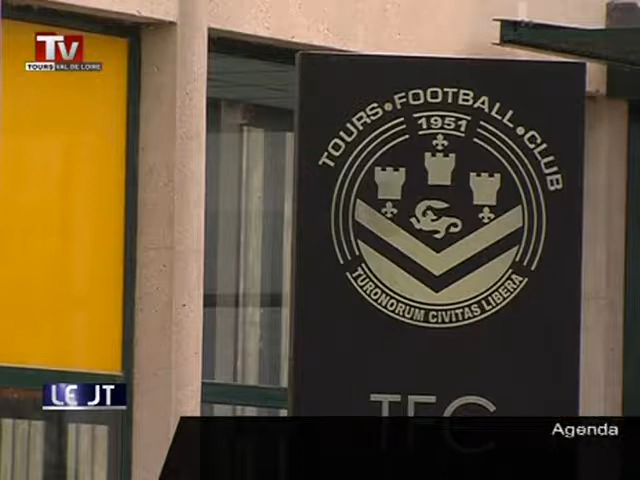 TV
TOURS VAL DE LOIRE
TOURS • FOOTBALL • CLUB
1951
TURONORUM CIVITAS LIBERA
TFC
LE JT
Agenda